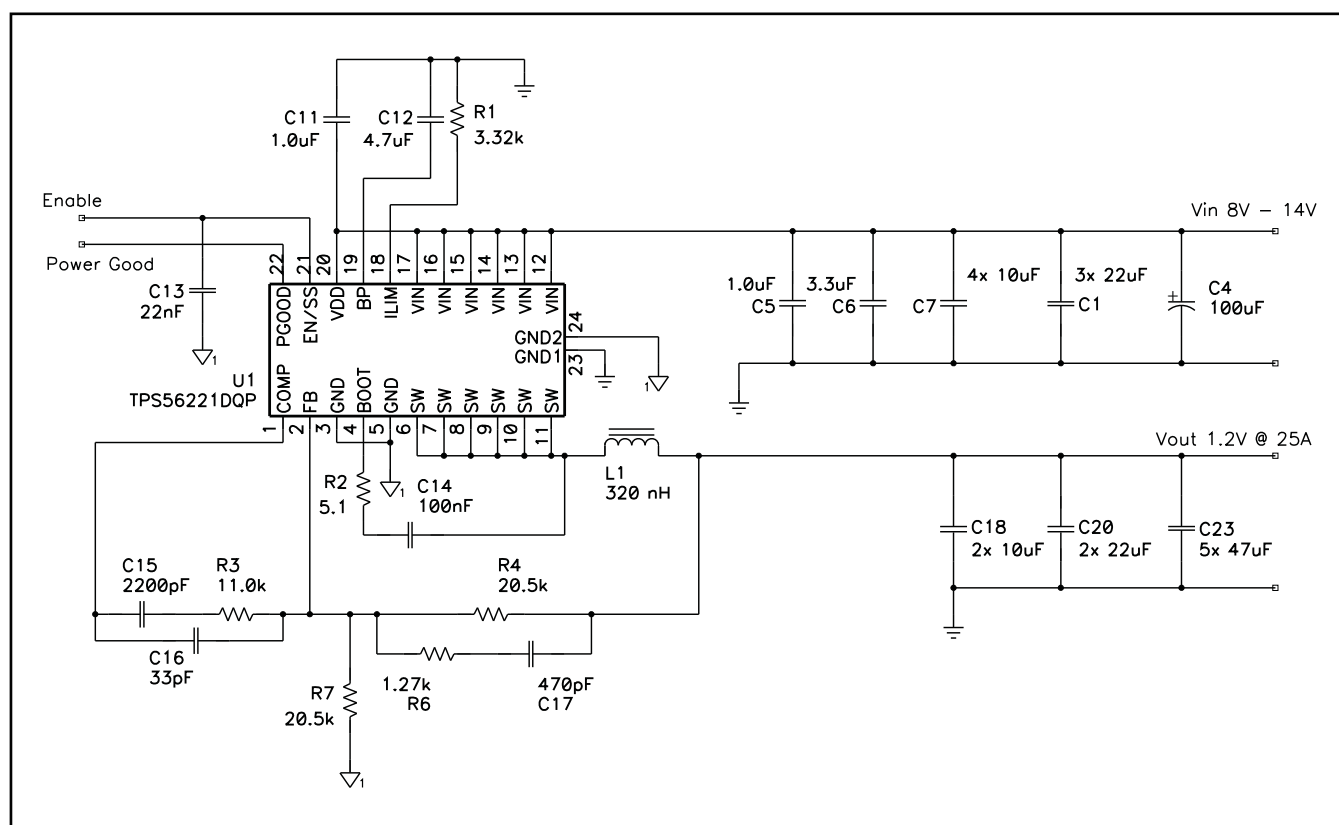 C11
1.0uF
C12
4.7uF
R1
3.32k
Enable
Power Good
C13
22nF
1
22
21
20
19
18
17
16
15
14
13
12
PGOOD
EN/SS
VDD
BP
ILIM
VIN
VIN
VIN
VIN
VIN
VIN
GND2
24
GND1
23
1
U1
TPS56221DQP
COMP
FB
GND
BOOT
GND
SW
SW
SW
SW
SW
SW
1
2
3
4
5
6
7
8
9
10
11
Vin 8V - 14V
1.0uF
C5
3.3uF
C6
4x 10uF
C7
3x 22uF
C1
+
C4
100uF
Vout 1.2V @ 25A
L1
320 nH
R2
5.1
1
C14
100nF
C18
2x 10uF
C20
2x 22uF
C23
5x 47uF
C15
2200pF
R3
11.0k
C16
33pF
R4
20.5k
1.27k
R6
470pF
C17
R7
20.5k
1